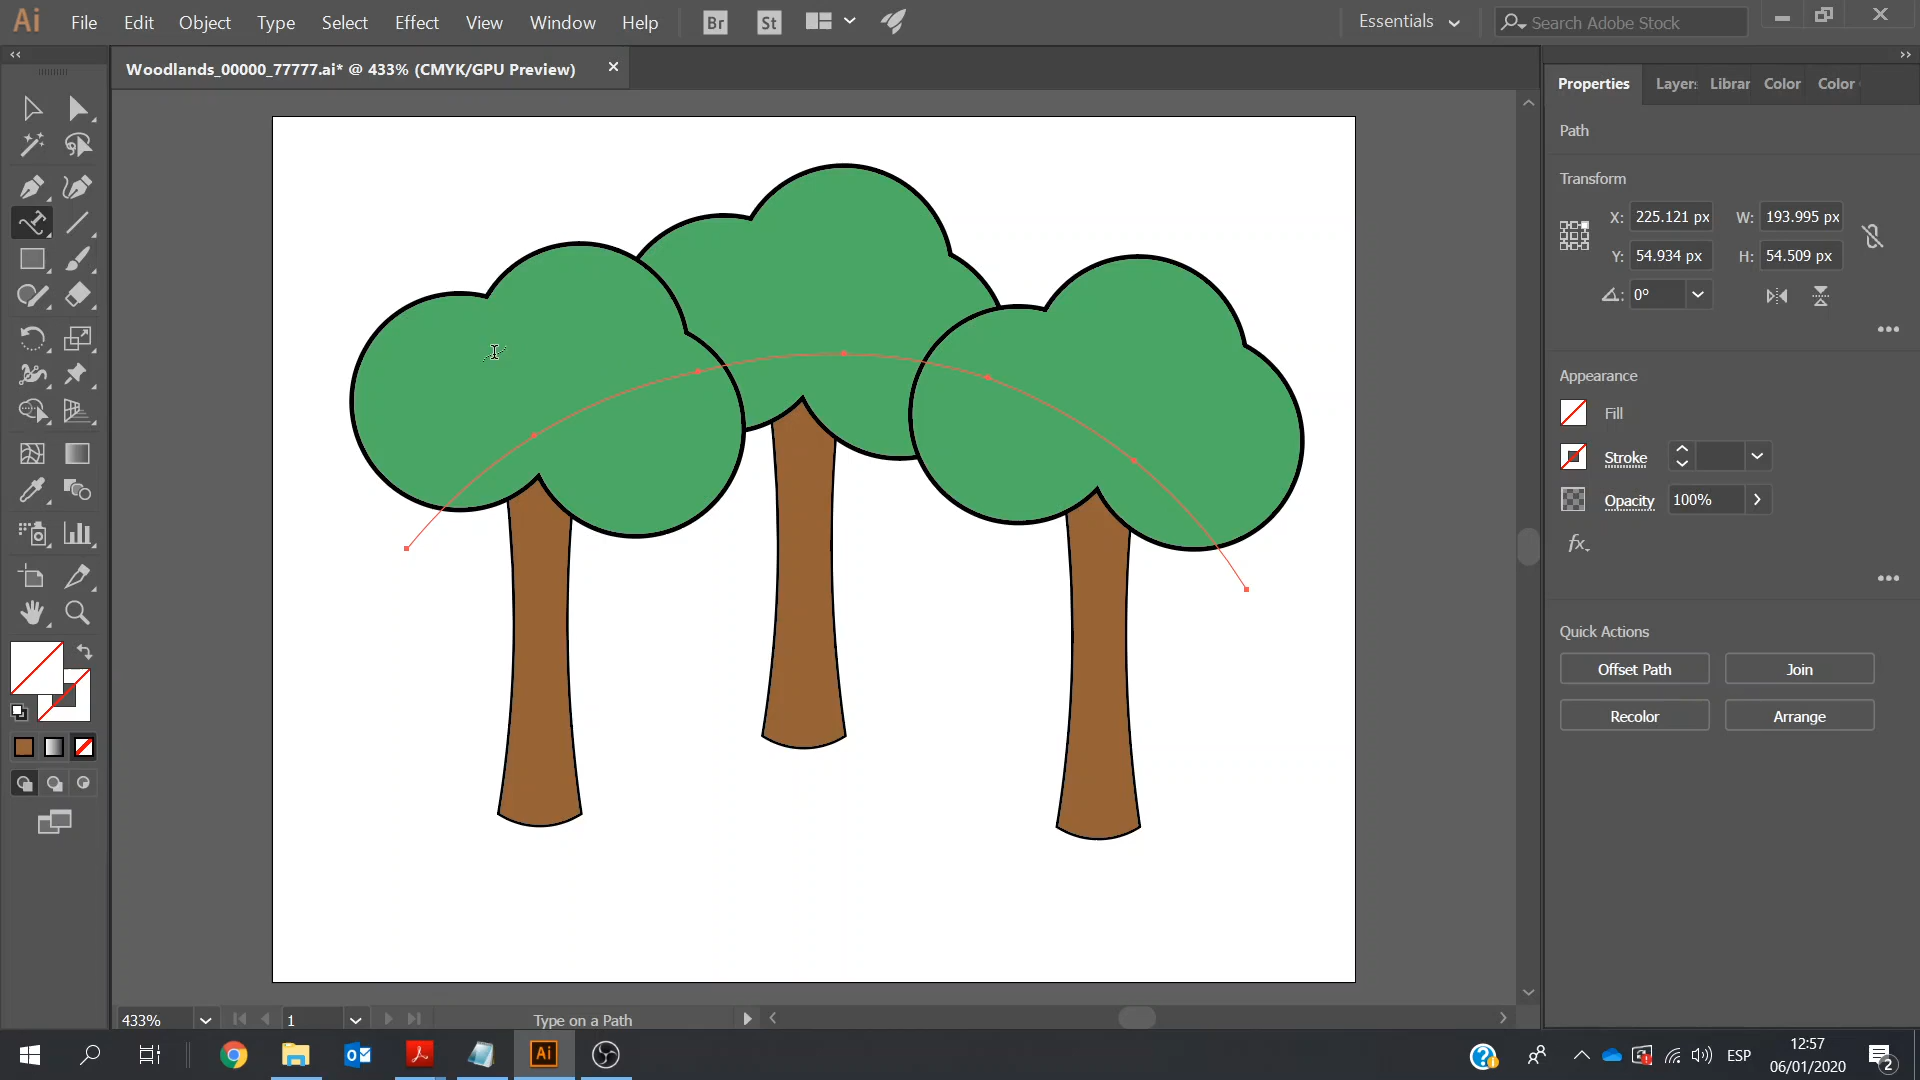 Ai File Edit Object Type Select Effect View Window Help Br St Essentials Search Adobe Stock
Woodlands_00000_77777.ai* @ 433% (CMYK/GPU Preview)
Properties Layers Librar Color Color
Path
Transform
X: 225.121 px W: 193.995 px
Y: 54.934 px H: 54.509 px
0°
Appearance
Fill
Stroke
Opacity 100%
fx
Quick Actions
Offset Path Join
Recolor Arrange
433% 1 Type on a Path
Ai ESP 12:57
06/01/2020 2